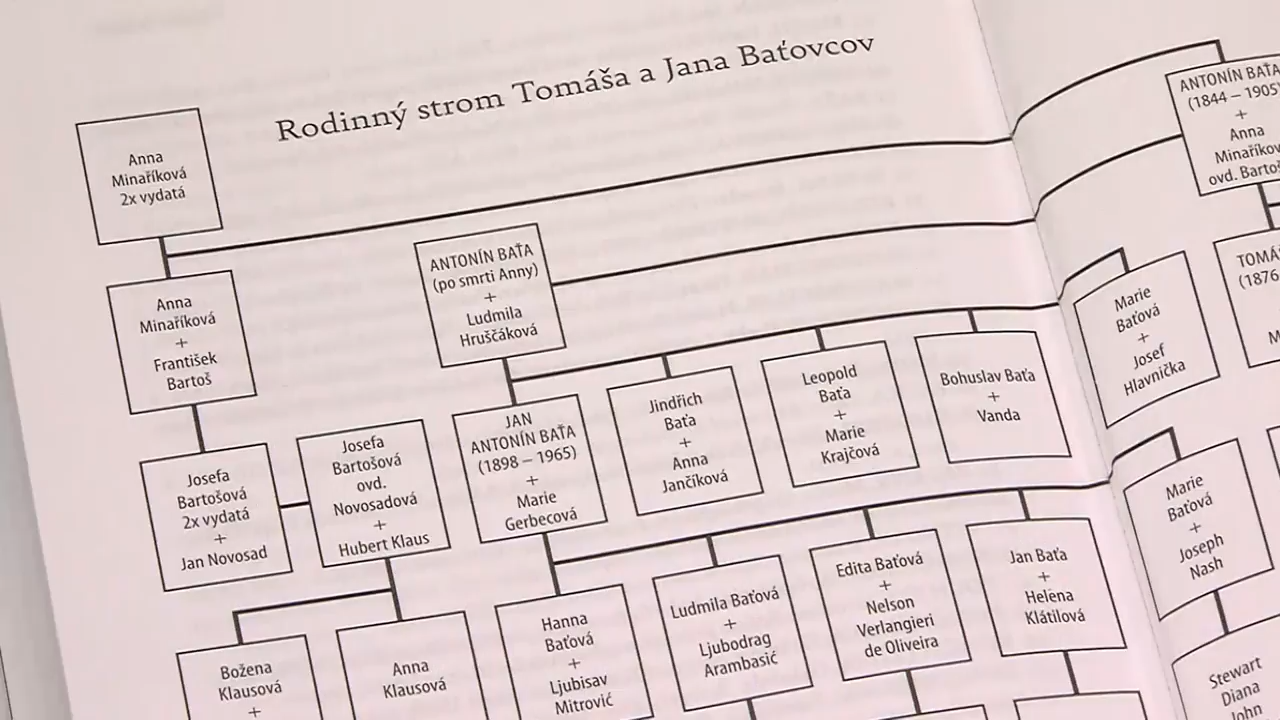 Rodinný strom Tomáša a Jana Baťovcov
Anna
Minaříková
2x vydatá
ANTONÍN BAŤA
(1844 – 1905)
+
Anna
ovd.
Anna
Minaříková
+
František
Bartoš
ANTONÍN BAŤA
(po smrti Anny)
+
Ludmila
Hruščáková
Marie
Baťová
+
Josef
Hlavnička
(1876
Josefa
Bartošová
2x vydatá
+
Jan Novosad
Josefa
Bartošová
ovd.
Novosadová
+
Hubert Klaus
JAN
ANTONÍN BAŤA
(1898 – 1965)
+
Marie
Gerbecová
Jindřich
Baťa
+
Anna
Jančíková
Leopold
Baťa
+
Marie
Krajčová
Bohuslav Baťa
+
Vanda
Marie
Baťová
+
Joseph
Nash
Božena
Klausová
+
Anna
Klausová
Hanna
Baťová
+
Ljubisav
Mitrović
Ludmila Baťová
+
Ljubodrag
Arambasić
Edita Baťová
+
Nelson
Verlangieri
de Oliveira
Jan Baťa
+
Helena
Klátilová
Stewart
Diana
John